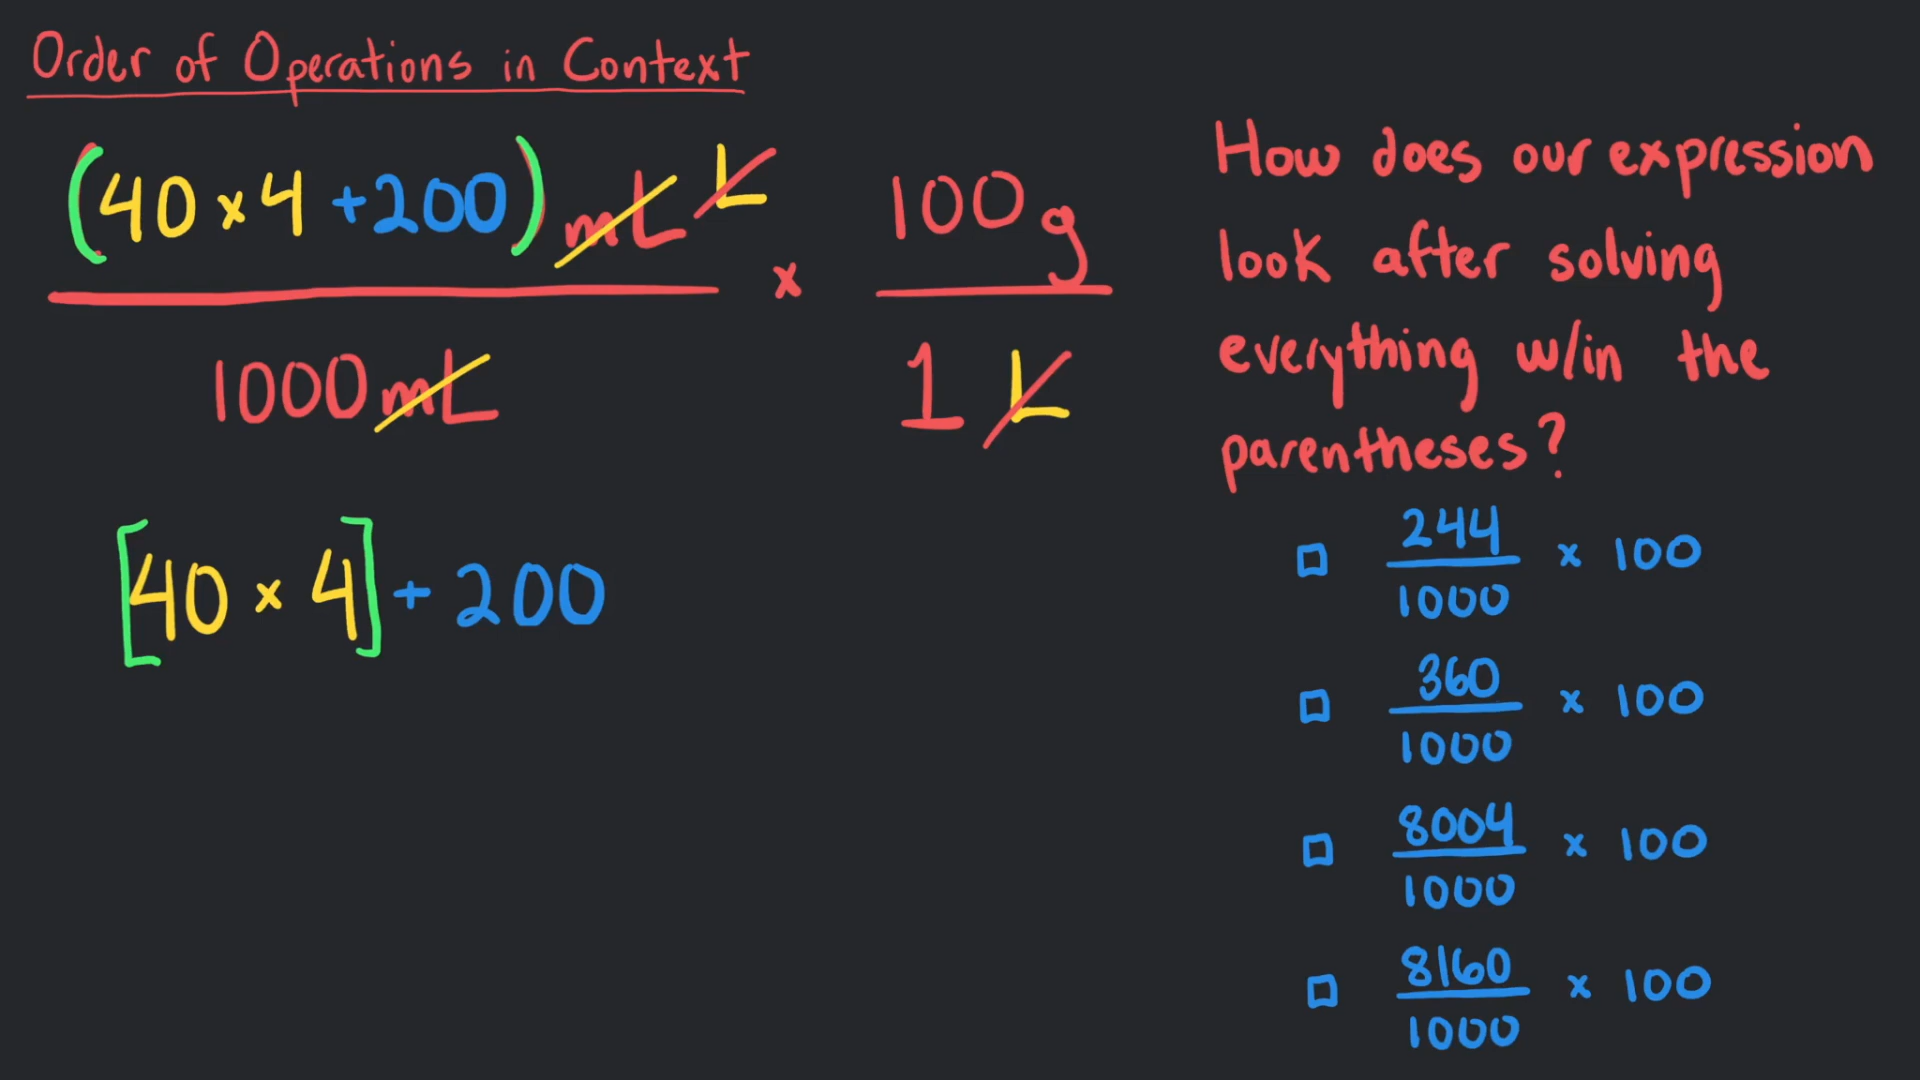 Order of Operations in Context
(40 x 4 + 200) mL L
1000 mL
x
100 g
1 L
[40 x 4] + 200
How does our expression
look after solving
everything w/in the
parentheses?
244
1000
x 100
360
1000
x 100
8004
1000
x 100
8160
1000
x 100